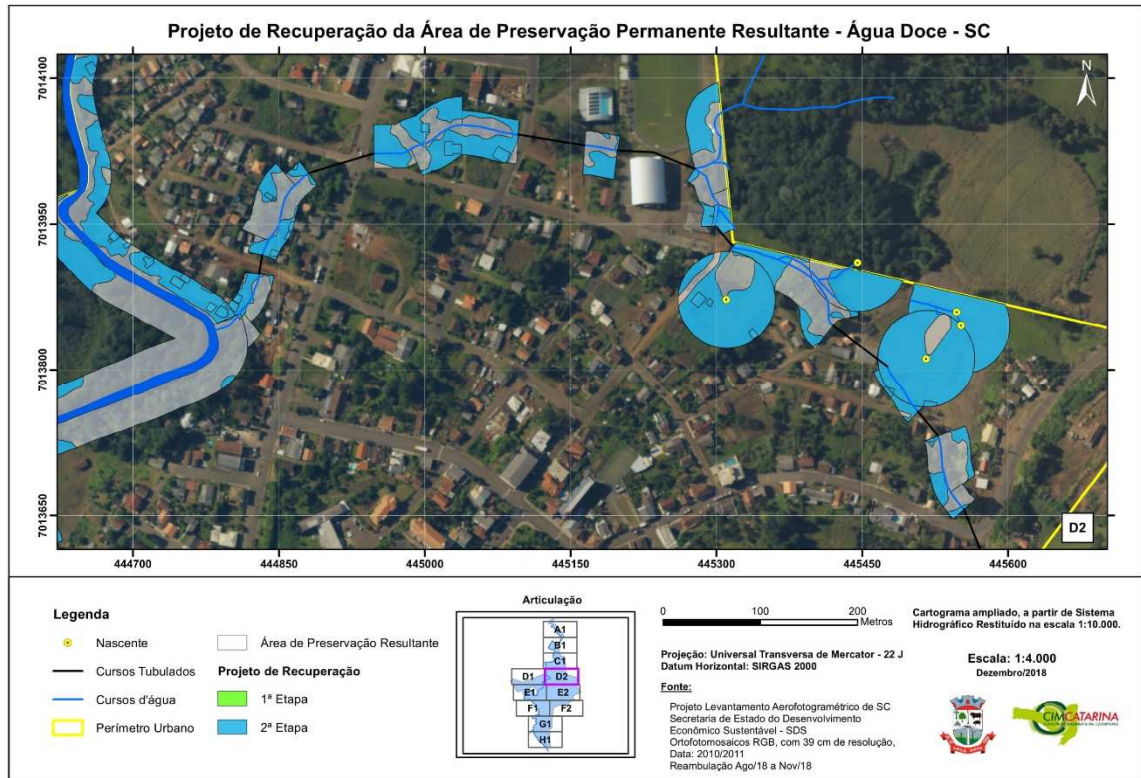 Projeto de Recuperação da Área de Preservação Permanente Resultante - Água Doce - SC
N
7014100
7013950
7013800
7013650
D2
444700
444850
445000
445150
445300
445450
445600
Legenda
Nascente
Cursos Tubulados
Cursos d'água
Perímetro Urbano
Área de Preservação Resultante
Projeto de Recuperação
1ª Etapa
2ª Etapa
Articulação
A1
B1
C1
D1
D2
E1
E2
F1
F2
G1
H1
0
100
200
Metros
Projeção: Universal Transversa de Mercator - 22 J
Datum Horizontal: SIRGAS 2000
Fonte:
Projeto Levantamento Aerofotogramétrico de SC
Secretaria de Estado do Desenvolvimento
Econômico Sustentável - SDS
Ortofotomosaicos RGB, com 39 cm de resolução,
Data: 2010/2011
Reambulação Ago/18 a Nov/18
Cartograma ampliado, a partir de Sistema
Hidrográfico Restituído na escala 1:10.000.
Escala: 1:4.000
Dezembro/2018
CIMCATARINA